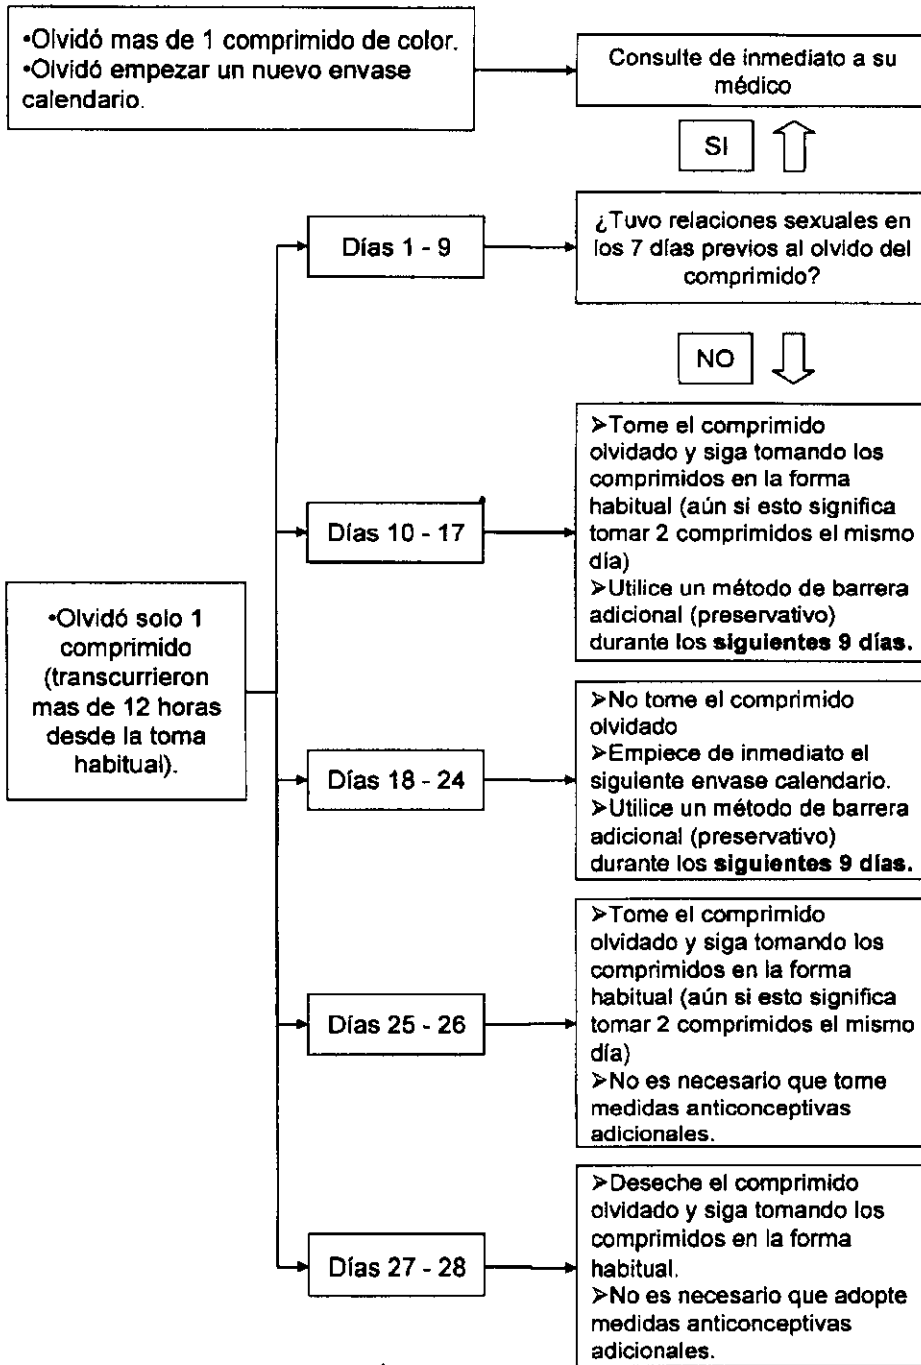 •Olvidó mas de 1 comprimido de color.
•Olvidó empezar un nuevo envase
calendario.
Consulte de inmediato a su
médico
SI
Días 1 - 9
¿Tuvo relaciones sexuales en
los 7 días previos al olvido del
comprimido?
NO
Días 10 - 17
➢Tome el comprimido
olvidado y siga tomando los
comprimidos en la forma
habitual (aún si esto significa
tomar 2 comprimidos el mismo
día)
➢Utilice un método de barrera
adicional (preservativo)
durante los siguientes 9 días.
•Olvidó solo 1
comprimido
(transcurrieron
mas de 12 horas
desde la toma
habitual).
Días 18 - 24
➢No tome el comprimido
olvidado
➢Empiece de inmediato el
siguiente envase calendario.
➢Utilice un método de barrera
adicional (preservativo)
durante los siguientes 9 días.
Días 25 - 26
➢Tome el comprimido
olvidado y siga tomando los
comprimidos en la forma
habitual (aún si esto significa
tomar 2 comprimidos el mismo
día)
➢No es necesario que tome
medidas anticonceptivas
adicionales.
Días 27 - 28
➢Deseche el comprimido
olvidado y siga tomando los
comprimidos en la forma
habitual.
➢No es necesario que adopte
medidas anticonceptivas
adicionales.